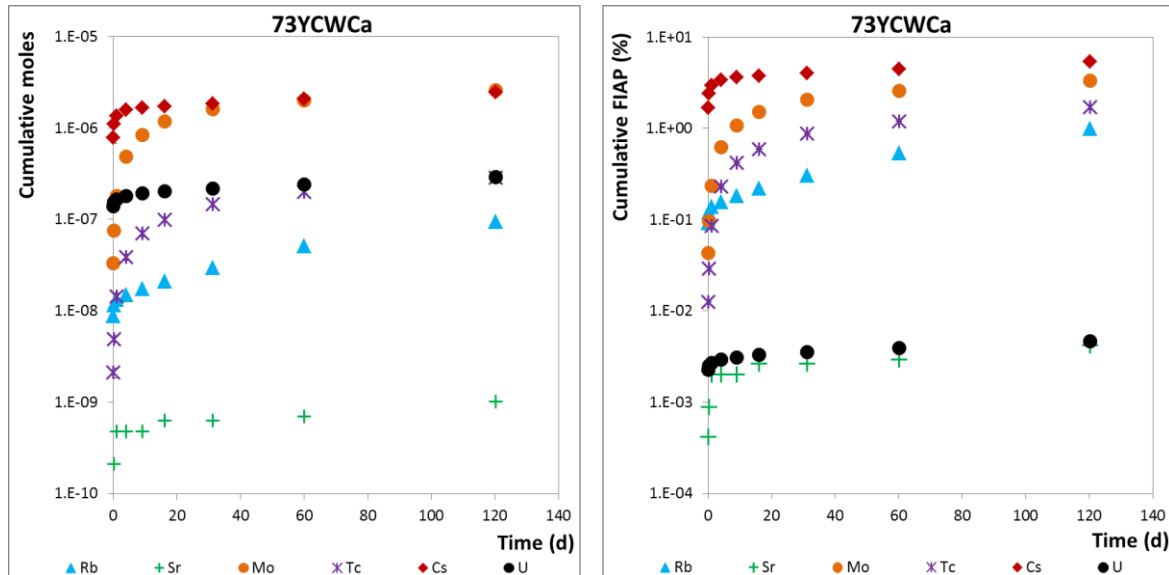 73YCWCa
Cumulative moles
1.E-05
1.E-06
1.E-07
1.E-08
1.E-09
1.E-10
0 20 40 60 80 100 120 140
Time (d)
Rb Sr Mo Tc Cs U
73YCWCa
Cumulative FIAP (%)
1.E+01
1.E+00
1.E-01
1.E-02
1.E-03
1.E-04
0 20 40 60 80 100 120 140
Time (d)
Rb Sr Mo Tc Cs U